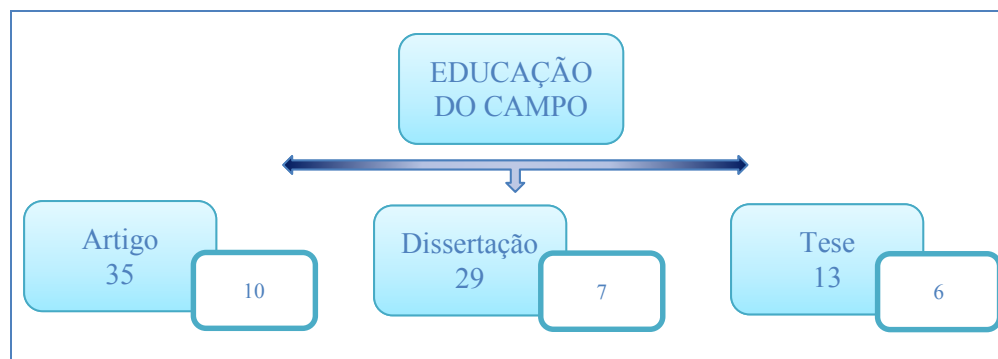 EDUCAÇÃO
DO CAMPO
Artigo
35
10
Dissertação
29
7
Tese
13
6